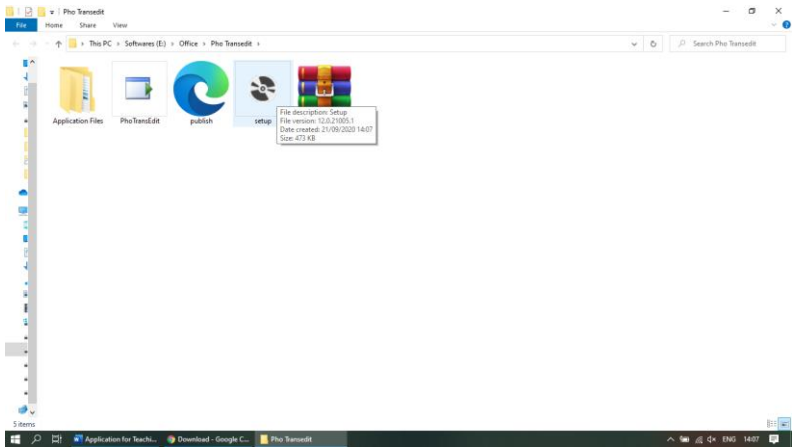 Pho Transedit
File Home Share View
This PC › Softwares (E:) › Office › Pho Transedit ›
Search Pho Transedit
Application Files
PhoTransEdit
publish
setup
File description: Setup
File version: 12.0.21005.1
Date created: 21/09/2020 14:07
Size: 473 KB
5 items
Application for Teachi...
Download - Google C...
Pho Transedit
ENG
1407